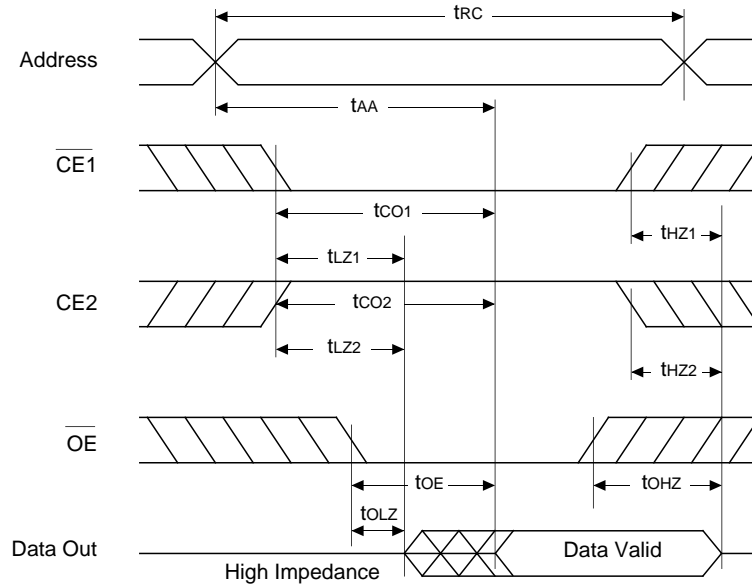 tRC
Address
tAA
CE1
tCO1
tHZ1
tLZ1
CE2
tCO2
tLZ2
tHZ2
OE
tOE
tOHZ
tOLZ
Data Out
Data Valid
High Impedance